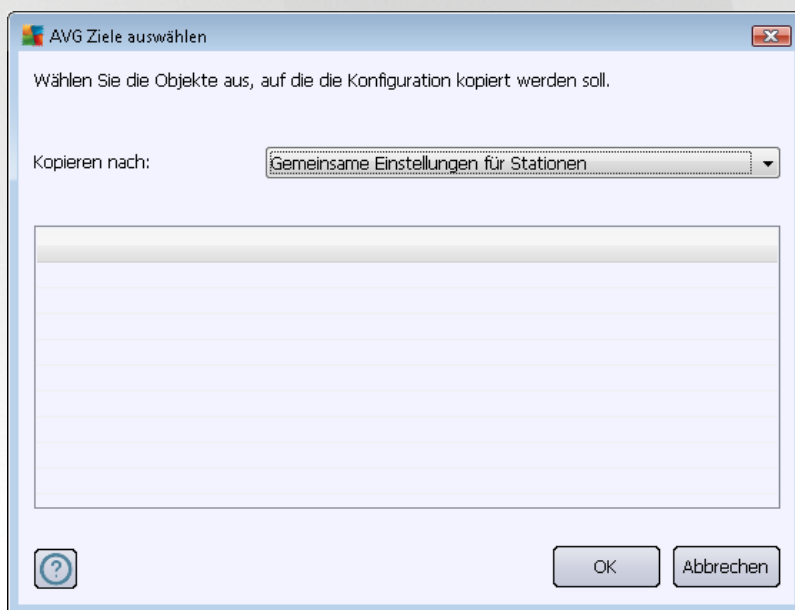 AVG Ziele auswählen
Wählen Sie die Objekte aus, auf die die Konfiguration kopiert werden soll.
Kopieren nach:
Gemeinsame Einstellungen für Stationen
?
OK
Abbrechen